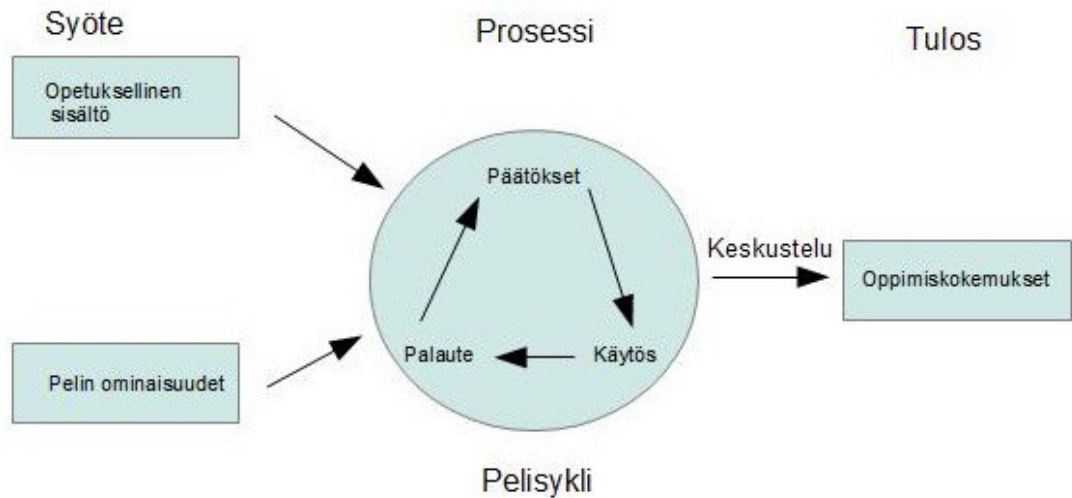 Syöte
Prosessi
Tulos
Opetuksellinen
sisältö
Päätökset
Keskustelu
Oppimiskokemukset
Palaute
Käytös
Pelin ominaisuudet
Pelisykli